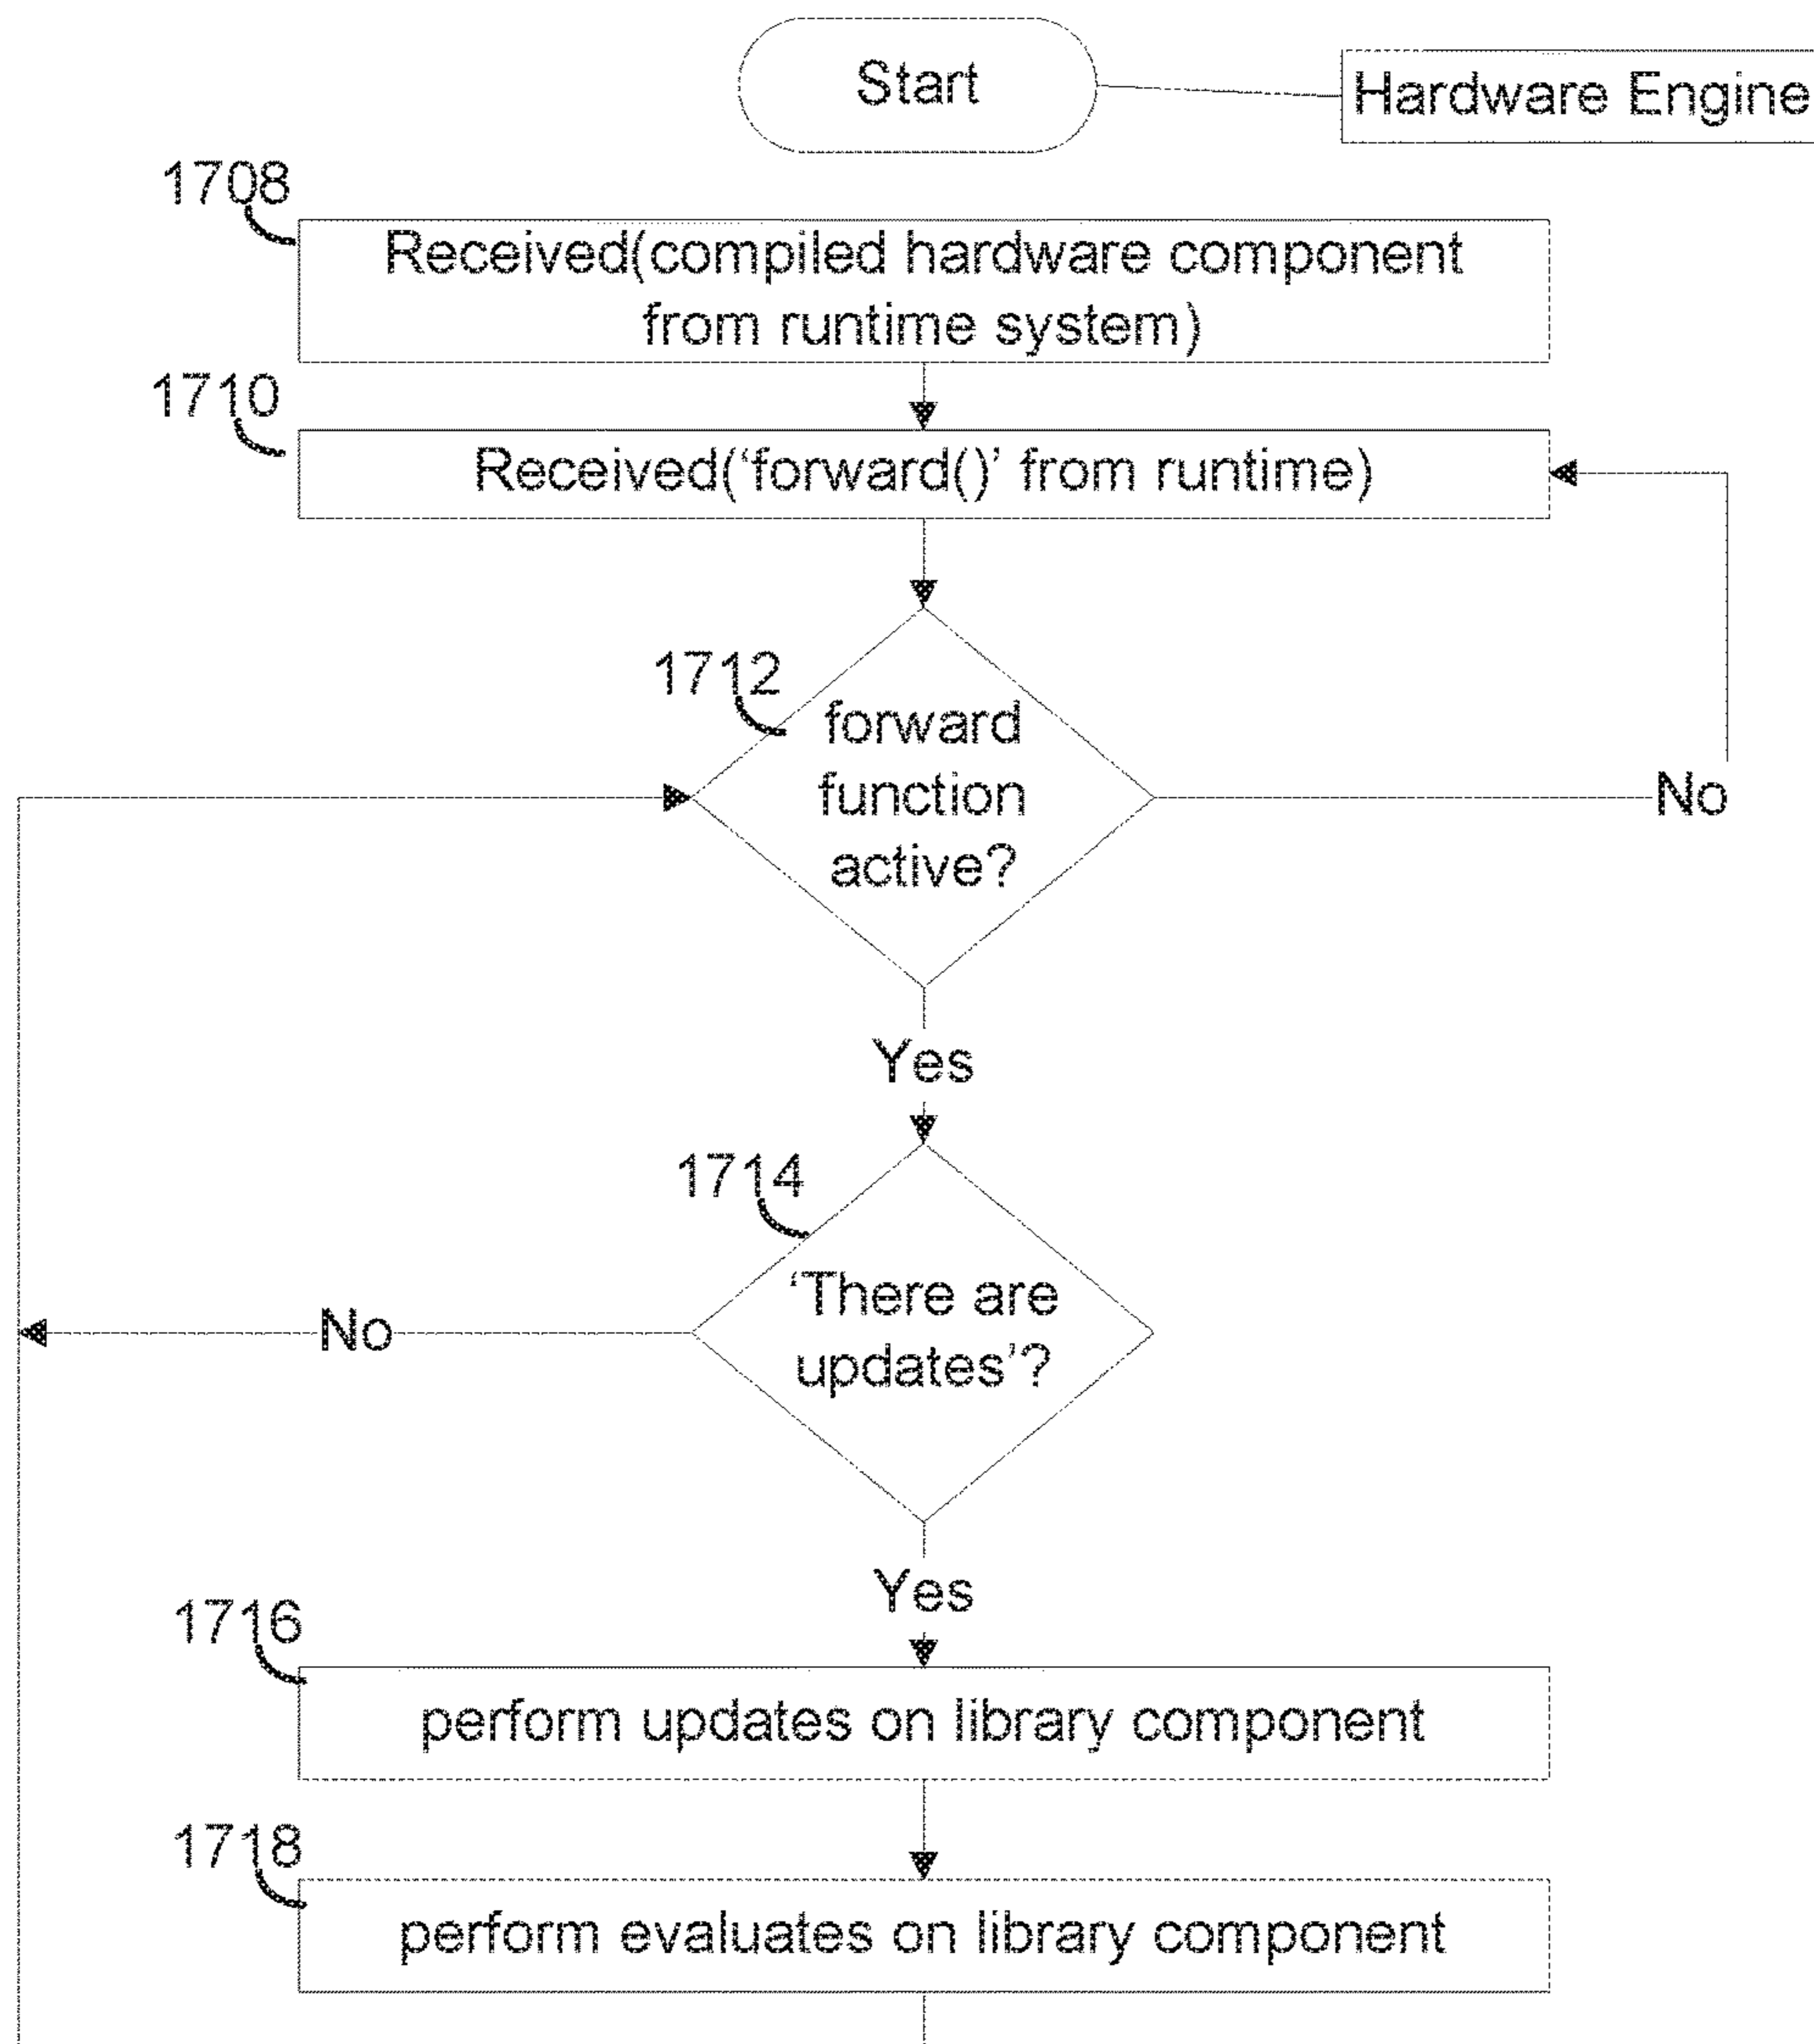 Start
Hardware Engine
1708
Received(compiled hardware component
from runtime system)
1710
Received(‘forward()’ from runtime)
1712
forward
function
active?
No
Yes
1714
‘There are
updates’?
No
Yes
1716
perform updates on library component
1718
perform evaluates on library component